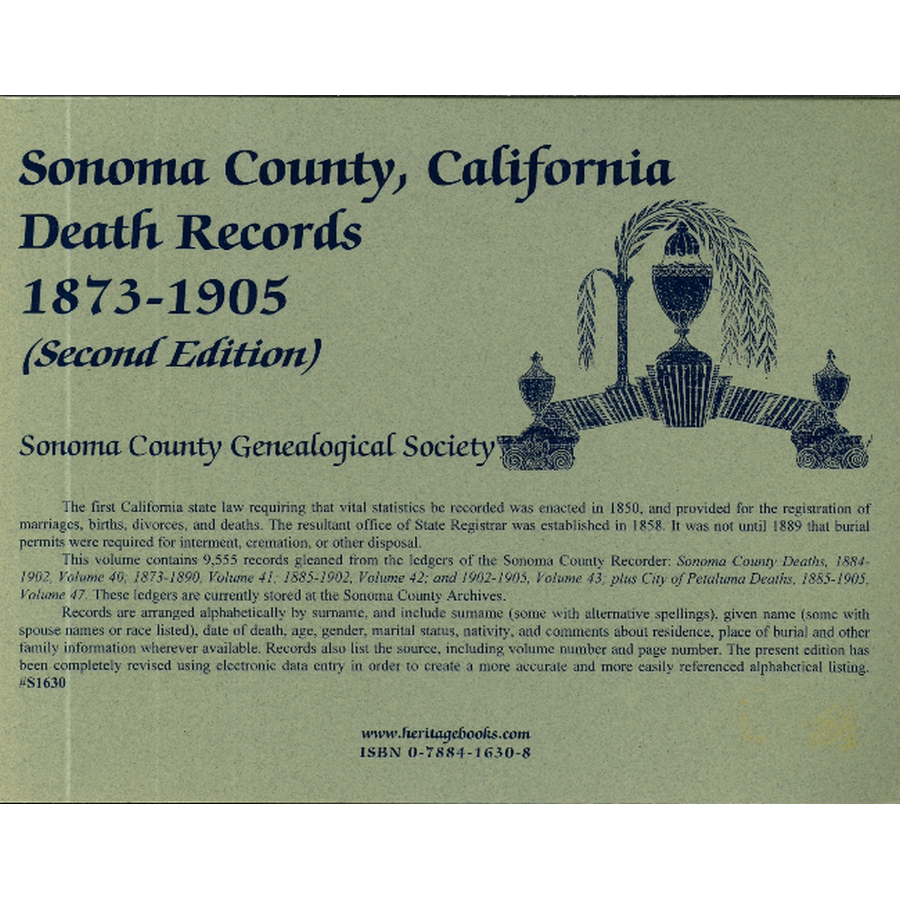 Sonoma County, California
Death Records
1873-1905
(Second Edition)
Sonoma County Genealogical Society
The first California state law requiring that vital statistics be recorded was enacted in 1850, and provided for the registration of
marriages, births, divorces, and deaths. The resultant office of State Registrar was established in 1858. It was not until 1889 that burial
permits were required for interment, cremation, or other disposal.
This volume contains 9,555 records gleaned from the ledgers of the Sonoma County Recorder: Sonoma County Deaths, 1884-
1902, Volume 40; 1873-1890, Volume 41; 1885-1902, Volume 42; and 1902-1905, Volume 43; plus City of Petaluma Deaths, 1885-1905,
Volume 47. These ledgers are currently stored at the Sonoma County Archives.
Records are arranged alphabetically by surname, and include surname (some with alternative spellings), given name (some with
spouse names or race listed), date of death, age, gender, marital status, nativity, and comments about residence, place of burial and other
family information wherever available. Records also list the source, including volume number and page number. The present edition has
been completely revised using electronic data entry in order to create a more accurate and more easily referenced alphabetical listing.
#S1630
www.heritagebooks.com
ISBN 0-7884-1630-8